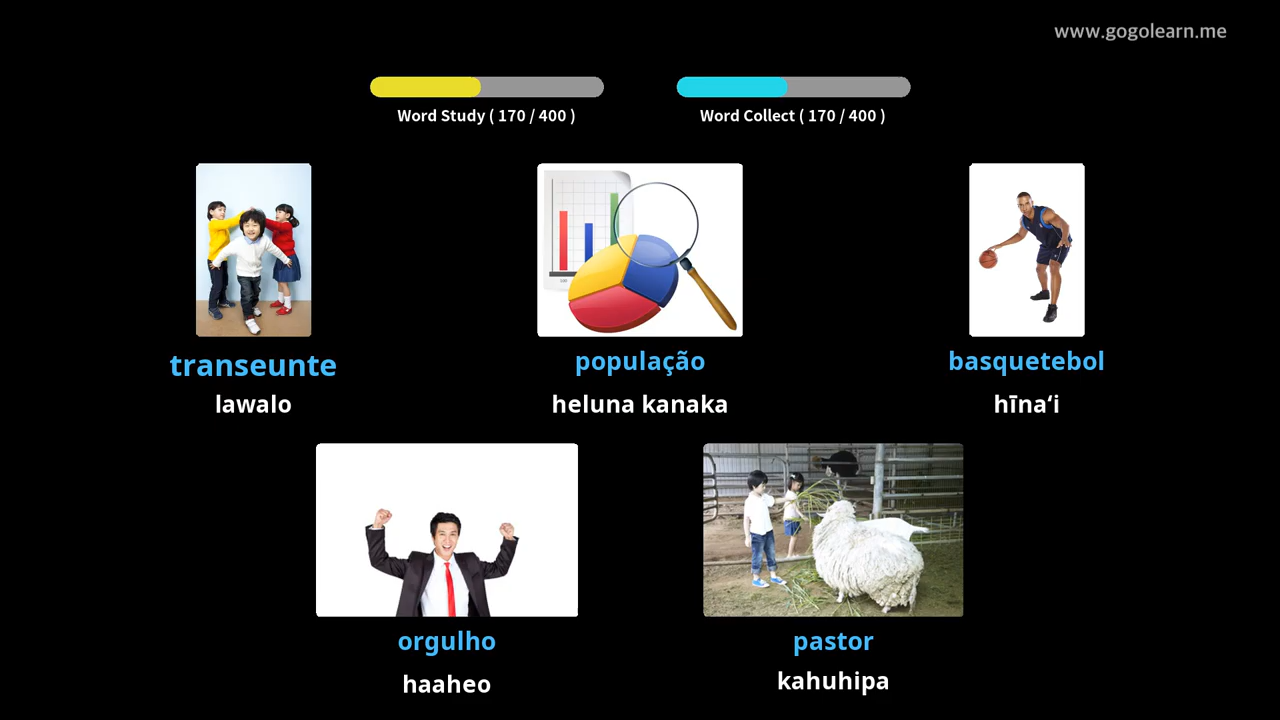 www.gogolearn.me
Word Study ( 170 / 400 )
Word Collect ( 170 / 400 )
transeunte
população
basquetebol
lawalo
heluna kanaka
hīnaʻi
orgulho
pastor
haaheo
kahuhipa